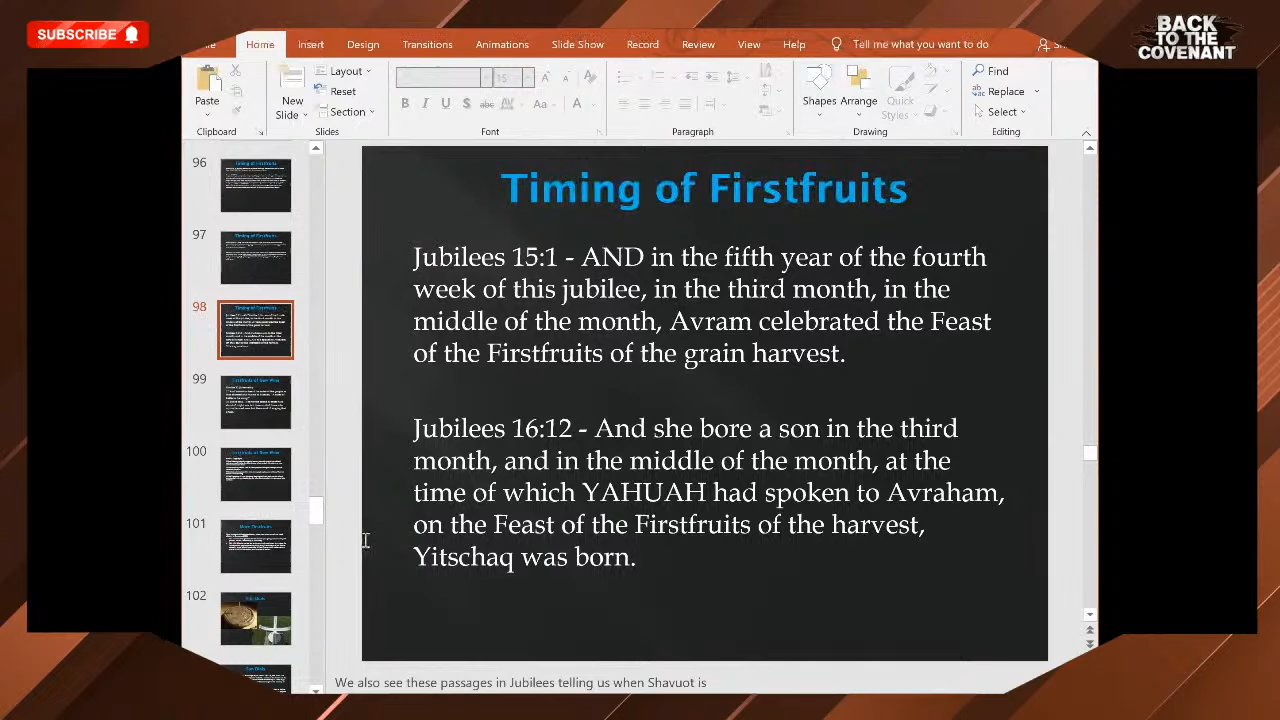 SUBSCRIBE
BACK
TO THE
COVENANT
Home Insert Design Transitions Animations Slide Show Record Review View Help Tell me what you want to do
Paste
New
Slide
Layout
Reset
Section
B I U S abc AV Aa A
Shapes Arrange Quick
Styles
Find
Replace
Select
Clipboard Slides Font Paragraph Drawing Editing
96
97
98
99
100
101
102
Timing of Firstfruits
Jubilees 15:1 - AND in the fifth year of the fourth
week of this jubilee, in the third month, in the
middle of the month, Avram celebrated the Feast
of the Firstfruits of the grain harvest.
Jubilees 16:12 - And she bore a son in the third
month, and in the middle of the month, at the
time of which YAHUAH had spoken to Avraham,
on the Feast of the Firstfruits of the harvest,
Yitschaq was born.
We also see these passages in Jubilees telling us when Shavuot is